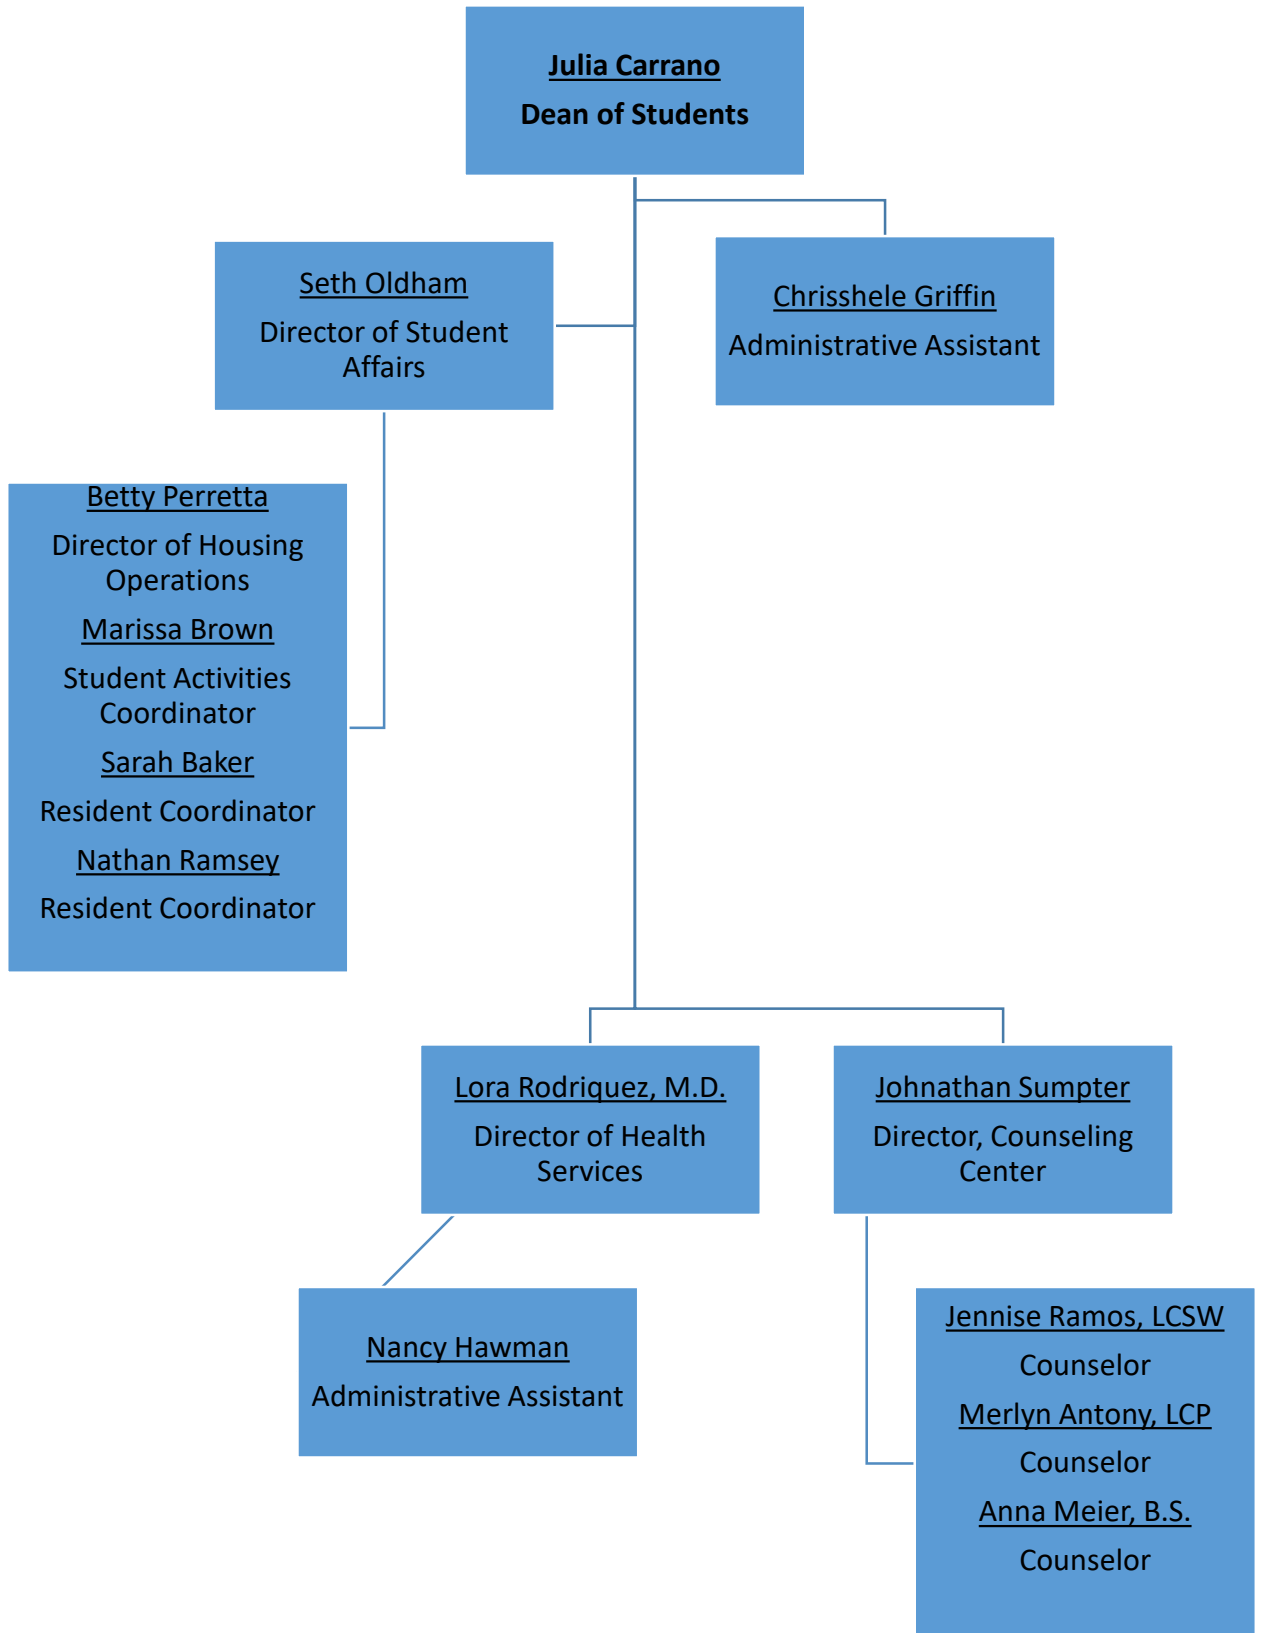 Julia Carrano
Dean of Students
Seth Oldham
Director of Student
Affairs
Chrisshele Griffin
Administrative Assistant
Betty Perretta
Director of Housing
Operations
Marissa Brown
Student Activities
Coordinator
Sarah Baker
Resident Coordinator
Nathan Ramsey
Resident Coordinator
Lora Rodriquez, M.D.
Director of Health
Services
Johnathan Sumpter
Director, Counseling
Center
Nancy Hawman
Administrative Assistant
Jennise Ramos, LCSW
Counselor
Merlyn Antony, LCP
Counselor
Anna Meier, B.S.
Counselor